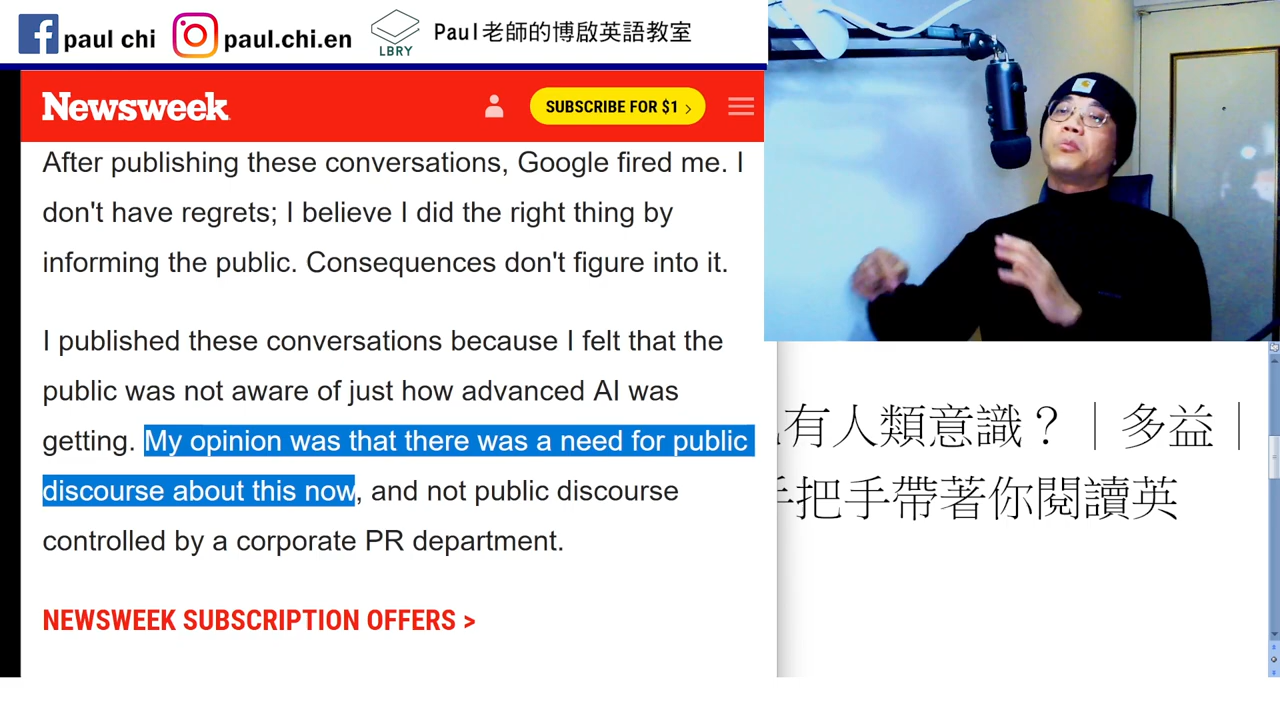 paul chi
paul.chi.en
LBRY
Paul老師的博啟英語教室
Newsweek
SUBSCRIBE FOR $1 >
After publishing these conversations, Google fired me. I
don't have regrets; I believe I did the right thing by
informing the public. Consequences don't figure into it.
I published these conversations because I felt that the
public was not aware of just how advanced AI was
getting. My opinion was that there was a need for public
discourse about this now, and not public discourse
controlled by a corporate PR department.
NEWSWEEK SUBSCRIPTION OFFERS >
有人類意識？｜多益｜
手把手帶著你閱讀英